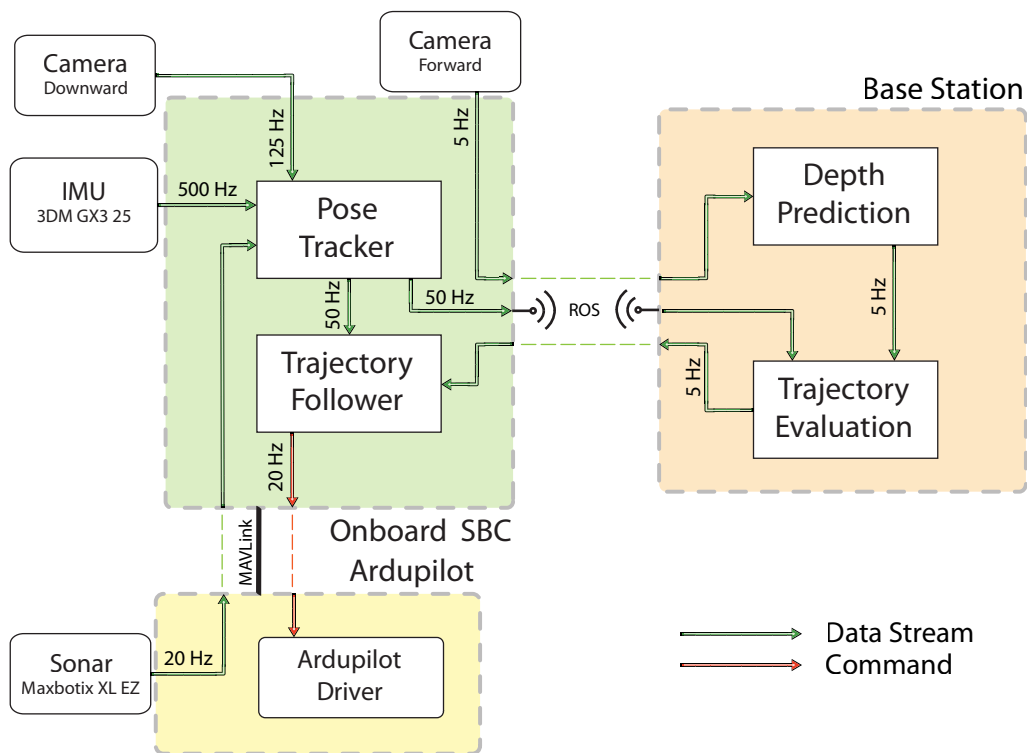 Camera
Downward
Camera
Forward
Base Station
125 Hz
5 Hz
IMU
3DM GX3 25
500 Hz
Pose
Tracker
Depth
Prediction
50 Hz
50 Hz
ROS
5 Hz
Trajectory
Follower
5 Hz
Trajectory
Evaluation
20 Hz
Onboard SBC
MAVLink
Ardupilot
Sonar
Maxbotix XL EZ
20 Hz
Ardupilot
Driver
Data Stream
Command